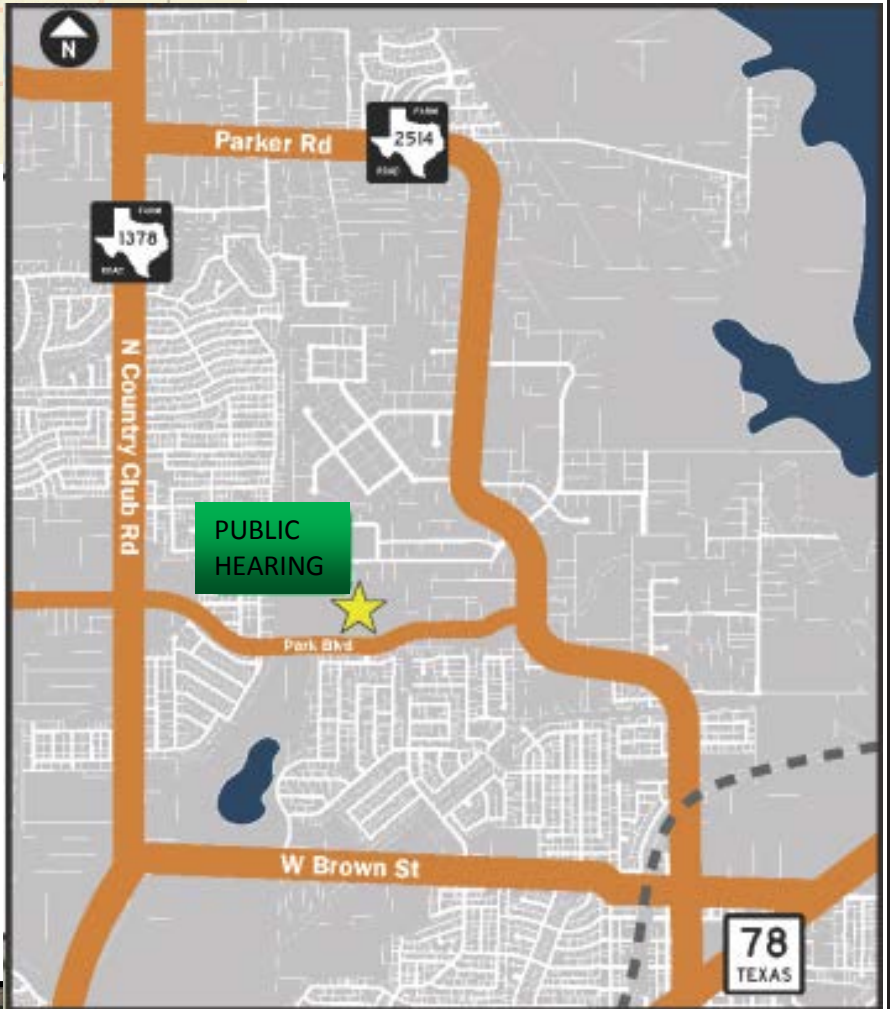 N
Parker Rd
FARM
2514
ROAD
FARM
1378
ROAD
N Country Club Rd
PUBLIC
HEARING
Park Blvd
W Brown St
78
TEXAS